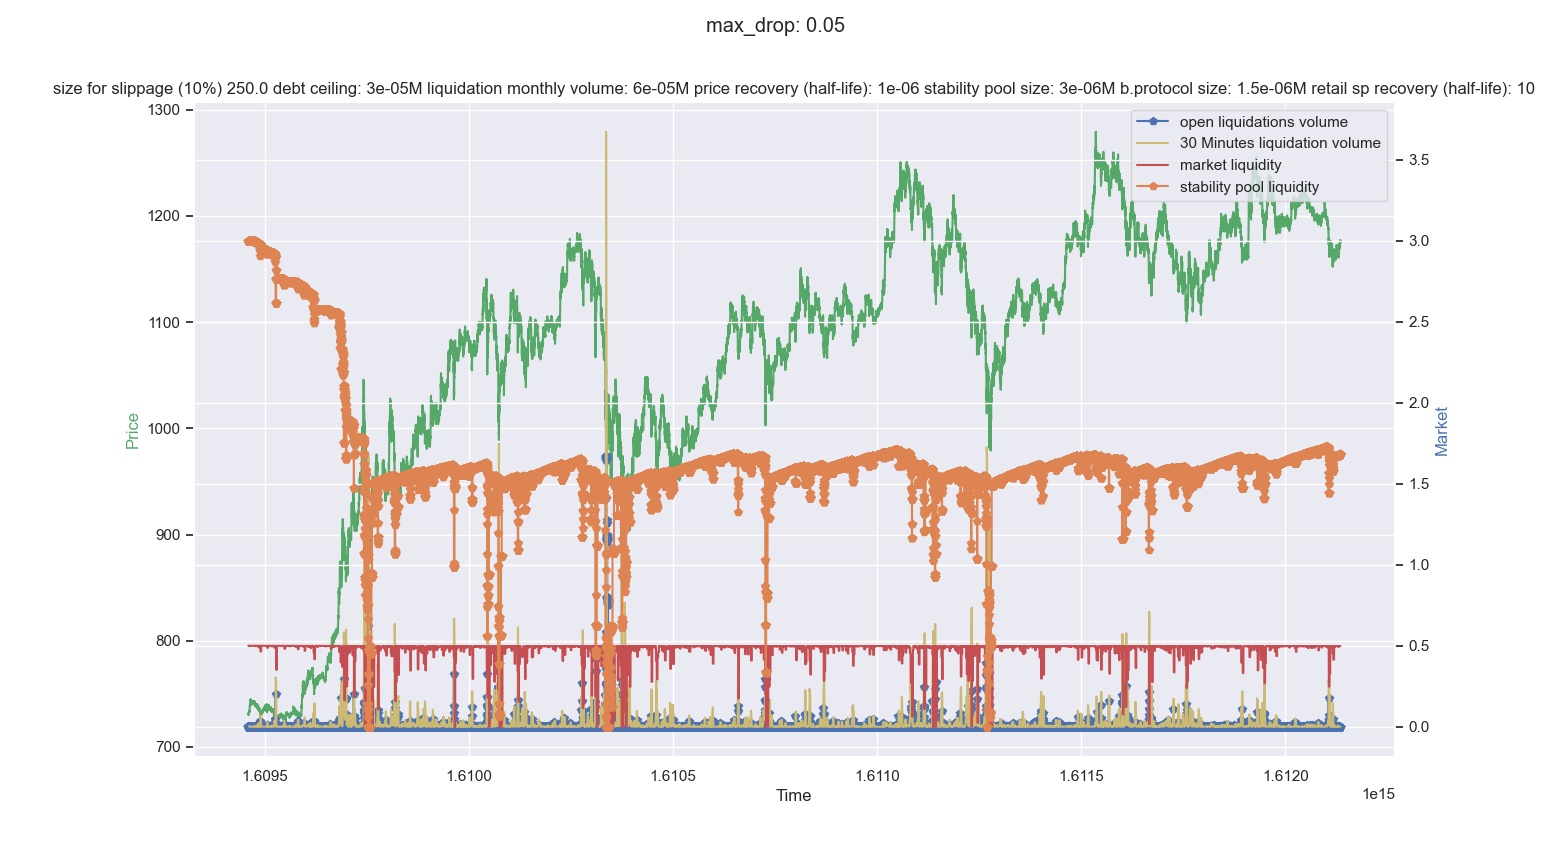 max_drop: 0.05
size for slippage (10%) 250.0 debt ceiling: 3e-05M liquidation monthly volume: 6e-05M price recovery (half-life): 1e-06 stability pool size: 3e-06M b.protocol size: 1.5e-06M retail sp recovery (half-life): 10
open liquidations volume
30 Minutes liquidation volume
market liquidity
stability pool liquidity
1300
1200
1100
1000
900
800
700
Price
3.5
3.0
2.5
2.0
1.5
1.0
0.5
0.0
Market
1.6095 1.6100 1.6105 1.6110 1.6115 1.6120
Time
1e15